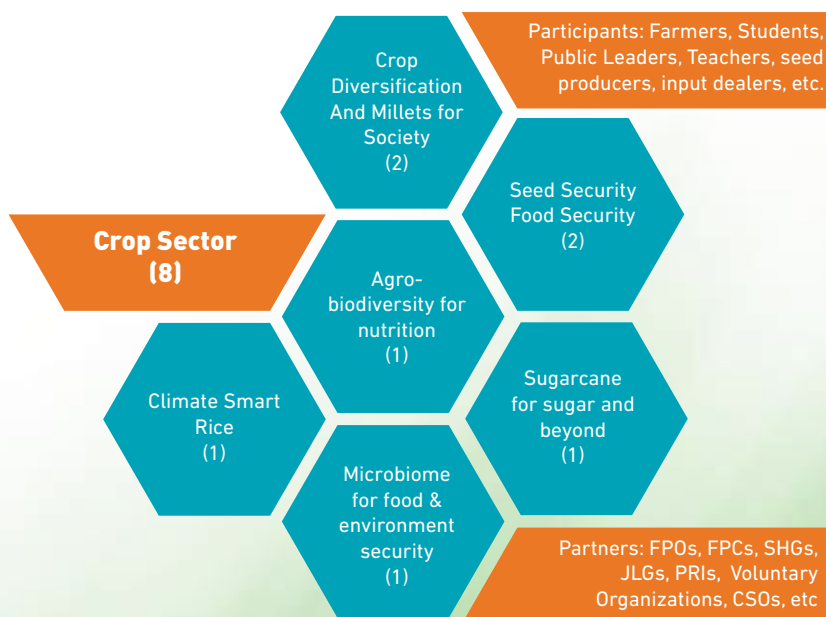 Participants: Farmers, Students,
Public Leaders, Teachers, seed
producers, input dealers, etc.
Crop
Diversification
And Millets for
Society
(2)
Seed Security
Food Security
(2)
Crop Sector
(8)
Agro-
biodiversity for
nutrition
(1)
Climate Smart
Rice
(1)
Sugarcane
for sugar and
beyond
(1)
Microbiome
for food &
environment
security
(1)
Partners: FPOs, FPCs, SHGs,
JLGs, PRIs, Voluntary
Organizations, CSOs, etc